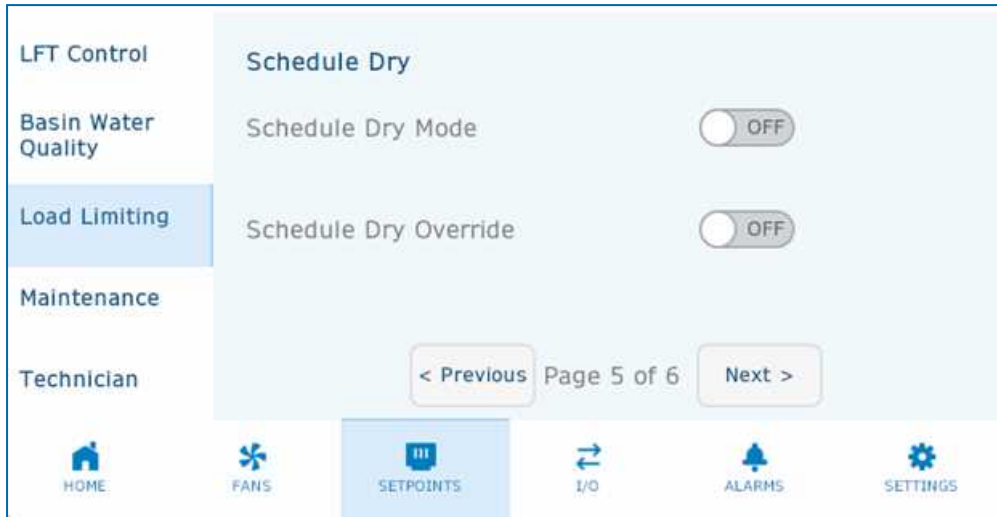 LFT Control
Basin Water
Quality
Load Limiting
Maintenance
Technician
Schedule Dry
Schedule Dry Mode
OFF
Schedule Dry Override
OFF
< Previous
Page 5 of 6
Next >
HOME
FANS
SETPOINTS
I/O
ALARMS
SETTINGS